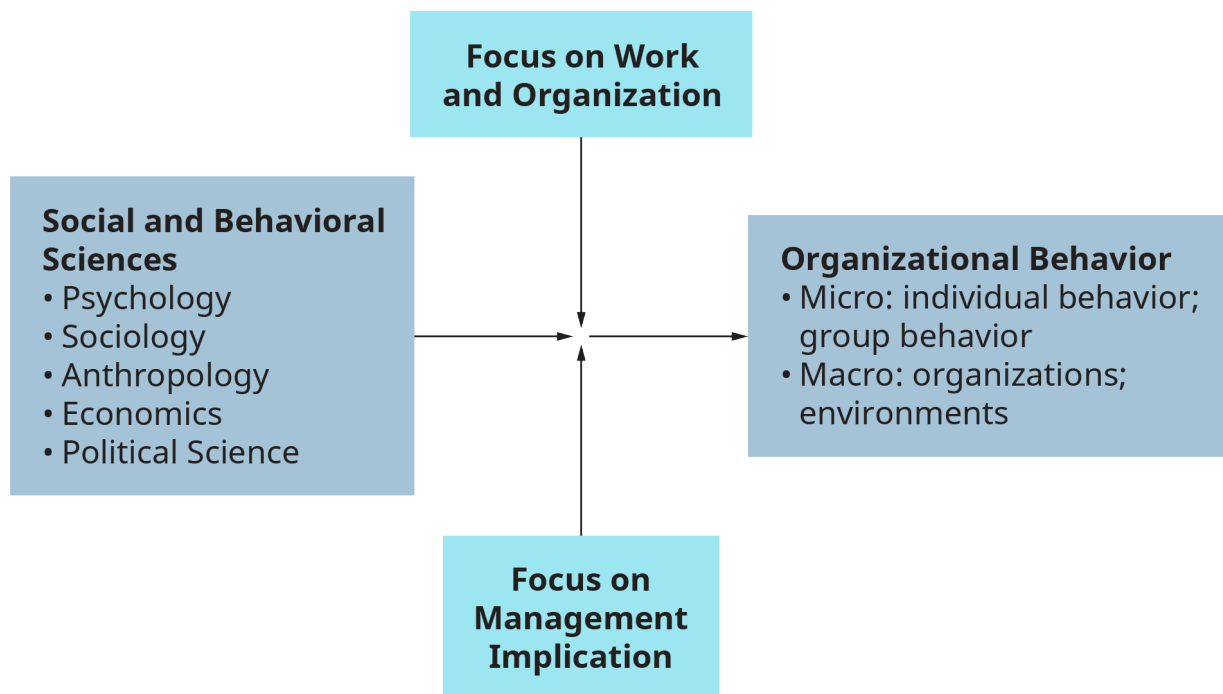 Focus on Work
and Organization
Social and Behavioral
Sciences
• Psychology
• Sociology
• Anthropology
• Economics
• Political Science
Organizational Behavior
• Micro: individual behavior;
group behavior
• Macro: organizations;
environments
Focus on
Management
Implication